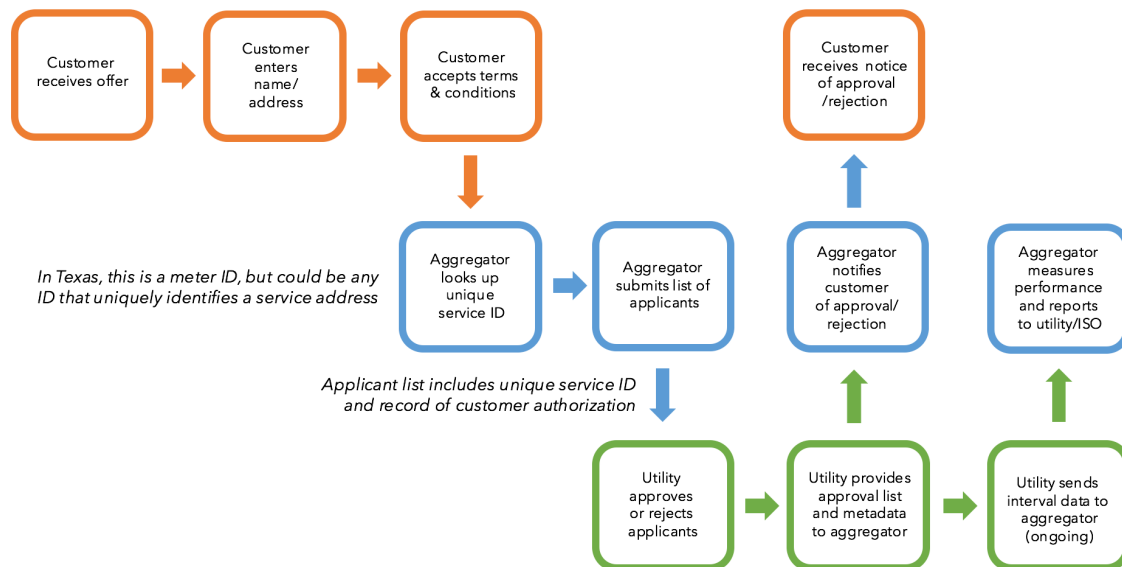 Customer
receives offer
Customer
enters
name/
address
Customer
accepts terms
& conditions
Customer
receives notice
of approval
/rejection
In Texas, this is a meter ID, but could be any
ID that uniquely identifies a service address
Aggregator
looks up
unique
service ID
Aggregator
submits list of
applicants
Aggregator
notifies
customer
of approval/
rejection
Aggregator
measures
performance
and reports
to utility/ISO
Applicant list includes unique service ID
and record of customer authorization
Utility
approves
or rejects
applicants
Utility provides
approval list
and metadata
to aggregator
Utility sends
interval data to
aggregator
(ongoing)